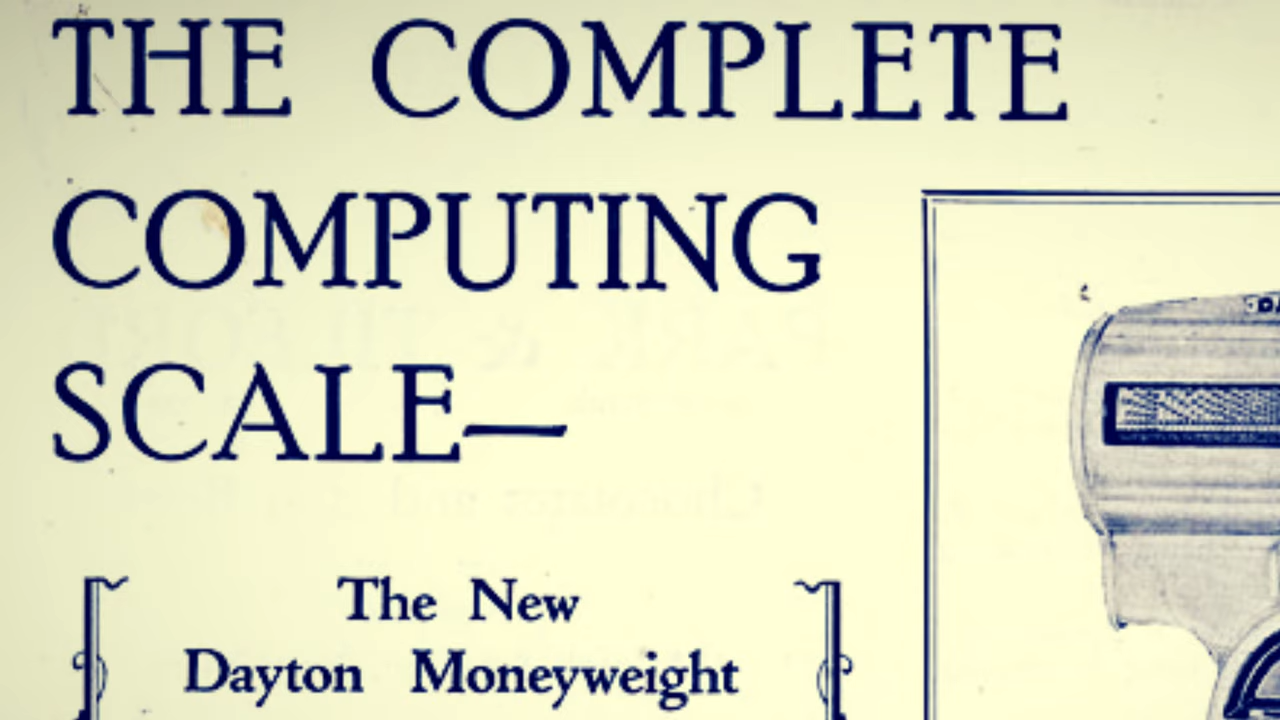 THE COMPLETE
COMPUTING
SCALE—
The New
Dayton Moneyweight